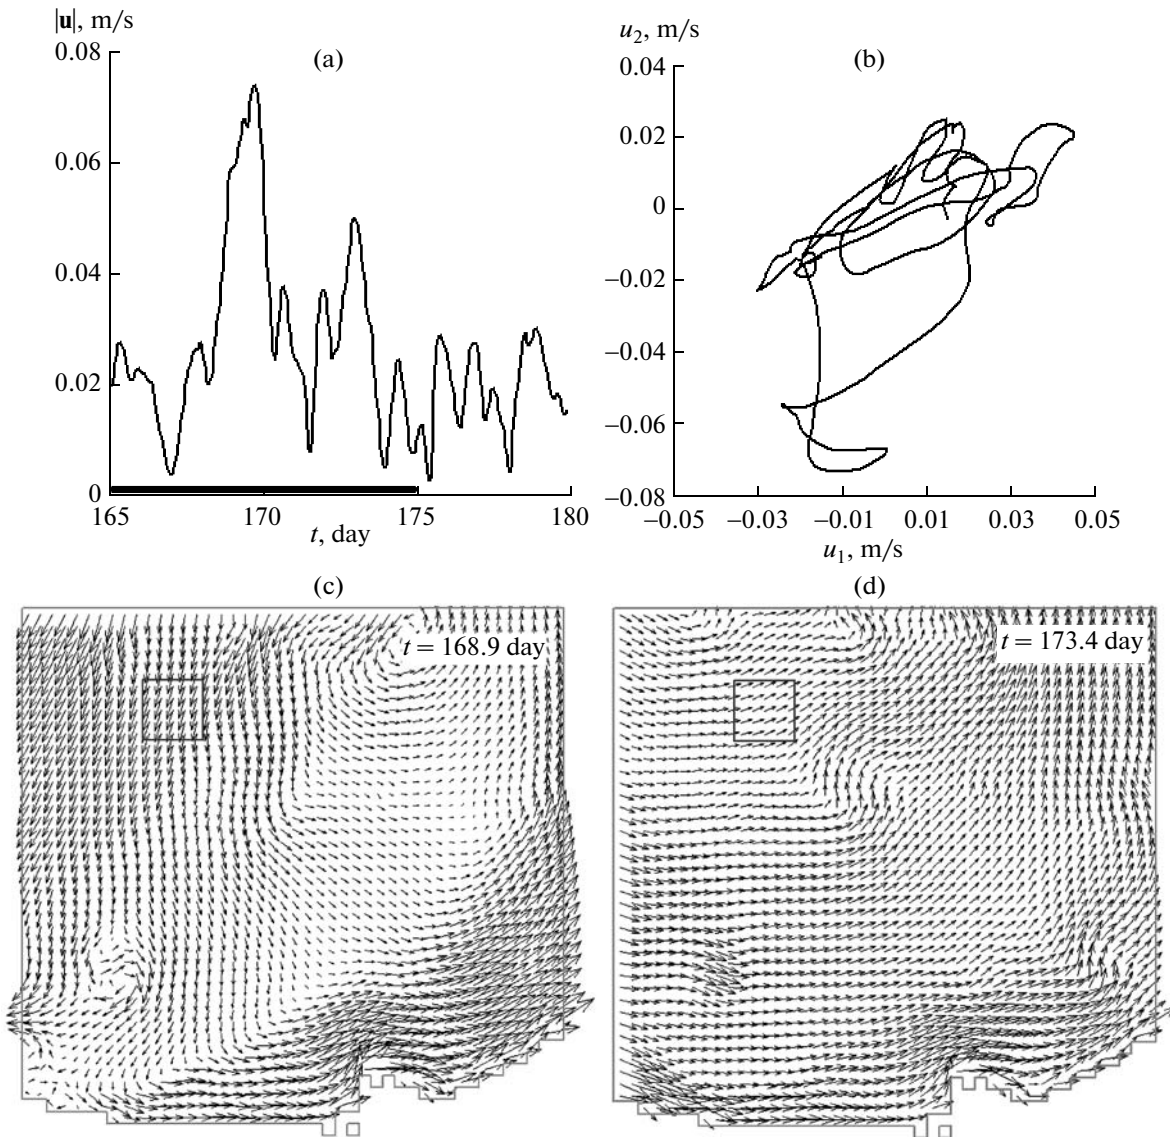 |u|, m/s
(a)
0.08
0.06
0.04
0.02
0
165 170 175 180
t, day
u2, m/s
(b)
0.04
0.02
0
−0.02
−0.04
−0.06
−0.08
−0.05 −0.03 −0.01 0.01 0.03 0.05
u1, m/s
(c)
t = 168.9 day
(d)
t = 173.4 day